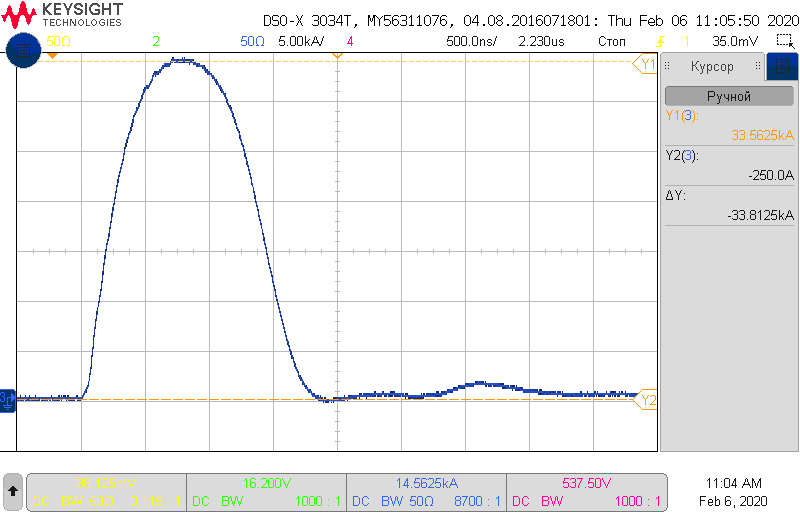 KEYSIGHT
TECHNOLOGIES
DSO-X 3034T, MY56311076, 04.08.2016071801: Thu Feb 06 11:05:50 2020
50Ω 2 50Ω 5.00kA/ 4 500.0ns/ 2.230us Стоп 1 35.0mV
Курсор
Ручной
Y1(3):
33.5625kA
Y2(3):
-250.0A
ΔY:
-33.8125kA
Y1
Y2
3
16.200V 14.5625kA 537.50V 11:04 AM
DC BW 1000 : 1 DC BW 50Ω 8700 : 1 DC BW 1000 : 1 Feb 6, 2020